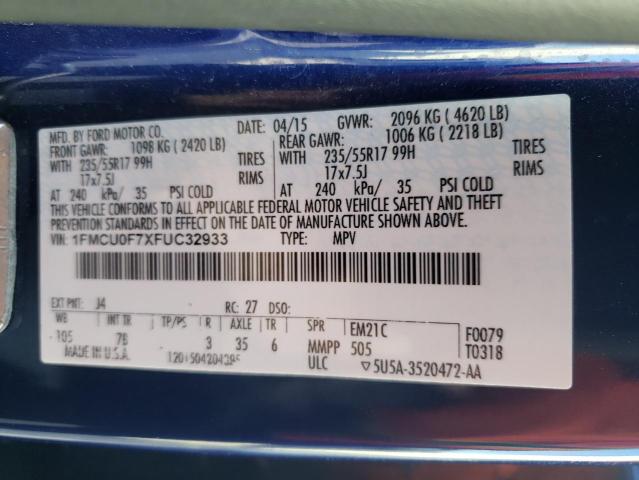 MFD. BY FORD MOTOR CO.
DATE: 04/15 GVWR: 2096 KG ( 4620 LB)
FRONT GAWR: 1098 KG ( 2420 LB)
REAR GAWR: 1006 KG ( 2218 LB)
WITH 235/55R17 99H TIRES
WITH 235/55R17 99H TIRES
17x7.5J RIMS
17x7.5J RIMS
AT 240 kPa/ 35 PSI COLD
AT 240 kPa/ 35 PSI COLD
THIS VEHICLE CONFORMS TO ALL APPLICABLE FEDERAL MOTOR VEHICLE SAFETY AND THEFT
PREVENTION STANDARDS IN EFFECT ON THE DATE OF MANUFACTURE SHOWN ABOVE.
VIN: 1FMCU0F7XFUC32933 TYPE: MPV
EXT PNT: J4 RC: 27 DSO:
WB INT TR TP/PS R AXLE TR SPR EM21C F0079
105 7B 3 35 6 MMPP 505 T0318
MADE IN U.S.A. ULC ▽5U5A-3520472-AA